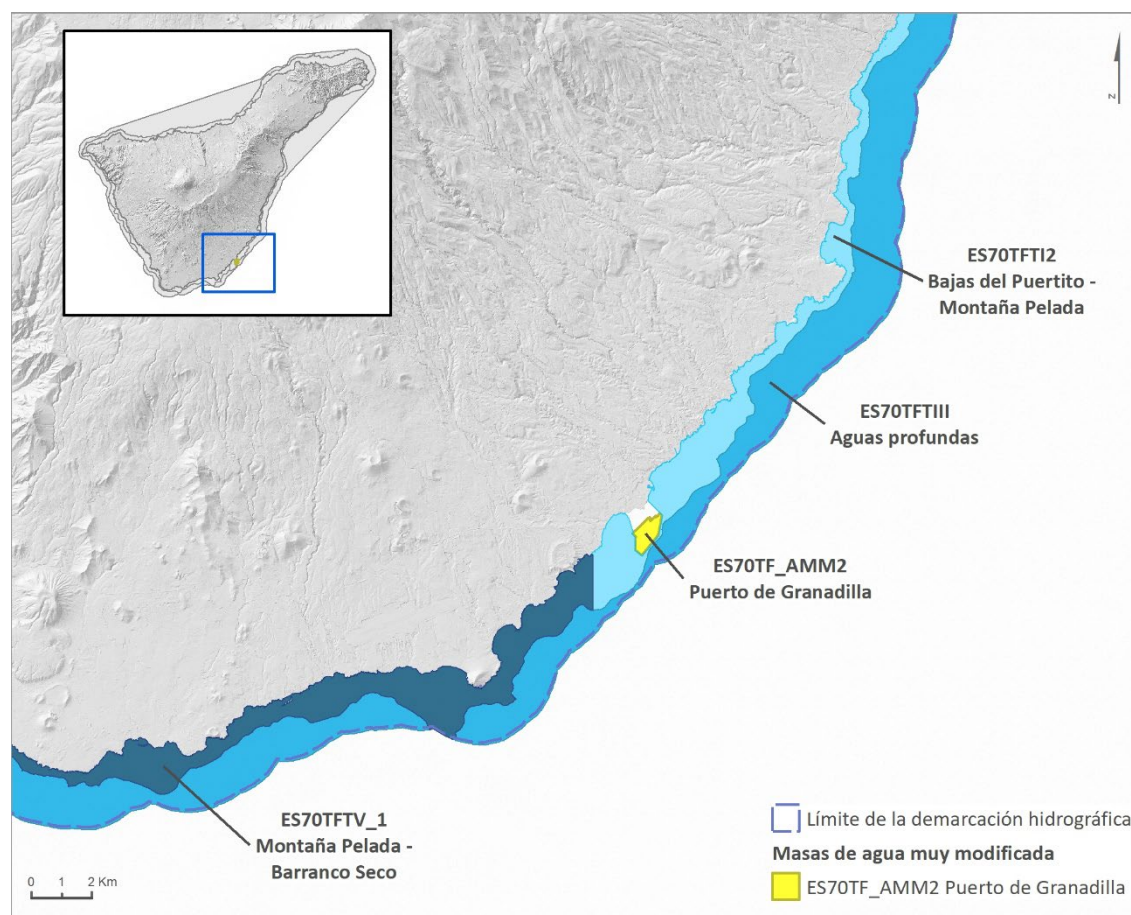 N
ES70TFTI2
Bajas del Puertito -
Montaña Pelada
ES70TFTIII
Aguas profundas
ES70TF_AMM2
Puerto de Granadilla
ES70TFTV_1
Montaña Pelada -
Barranco Seco
0 1 2 Km
Límite de la demarcación hidrográfica
Masas de agua muy modificada
ES70TF_AMM2 Puerto de Granadilla